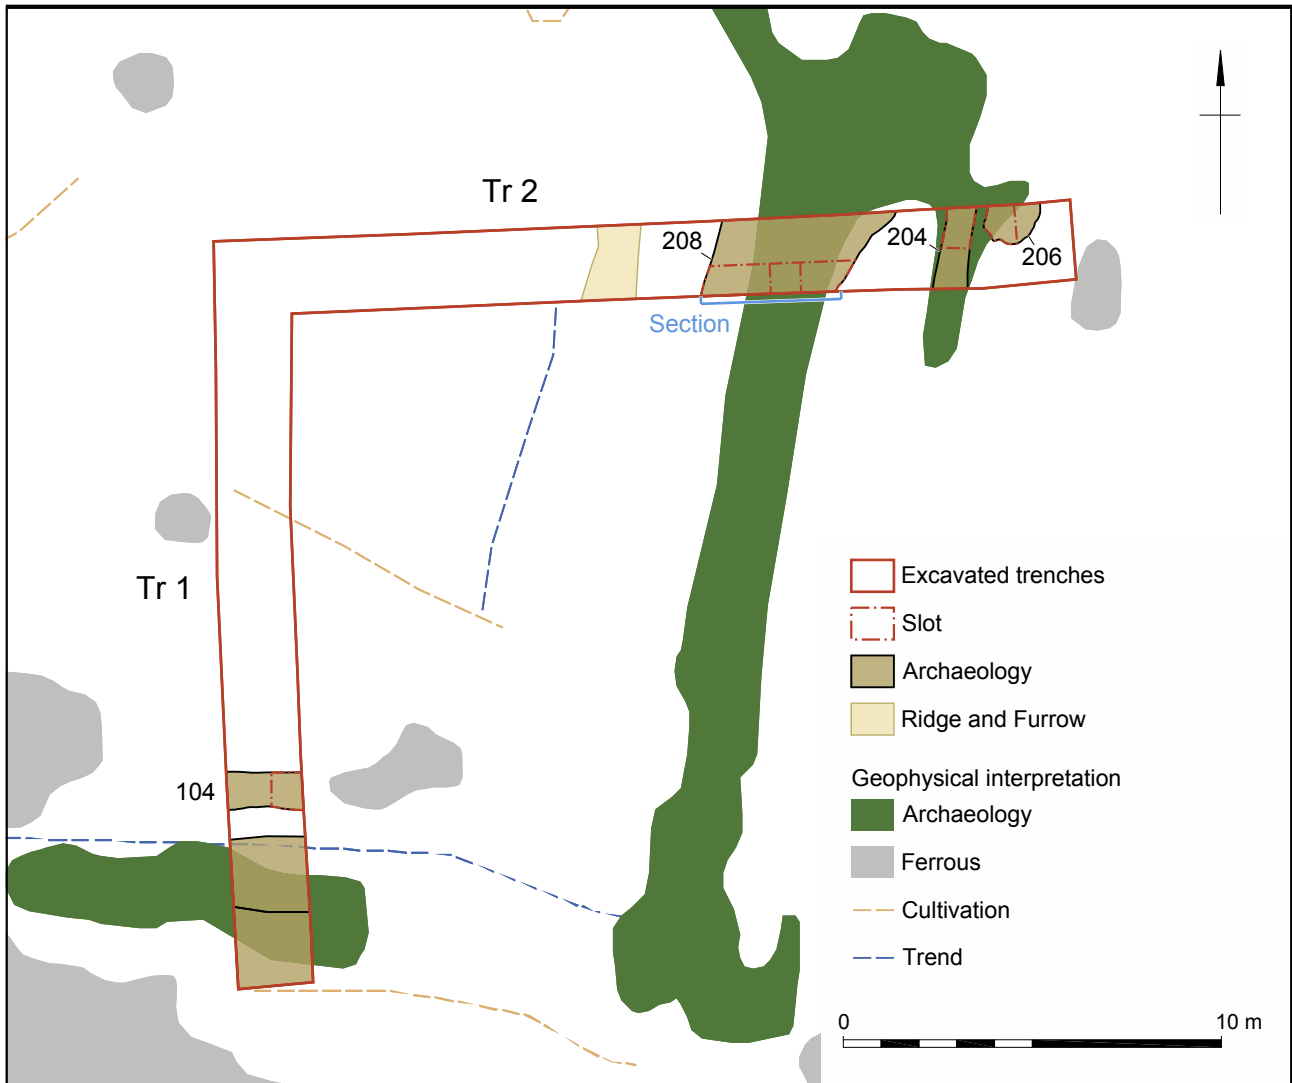 Tr 2
208
204
206
Section
Tr 1
104
Excavated trenches
Slot
Archaeology
Ridge and Furrow
Geophysical interpretation
Archaeology
Ferrous
Cultivation
Trend
0 10 m